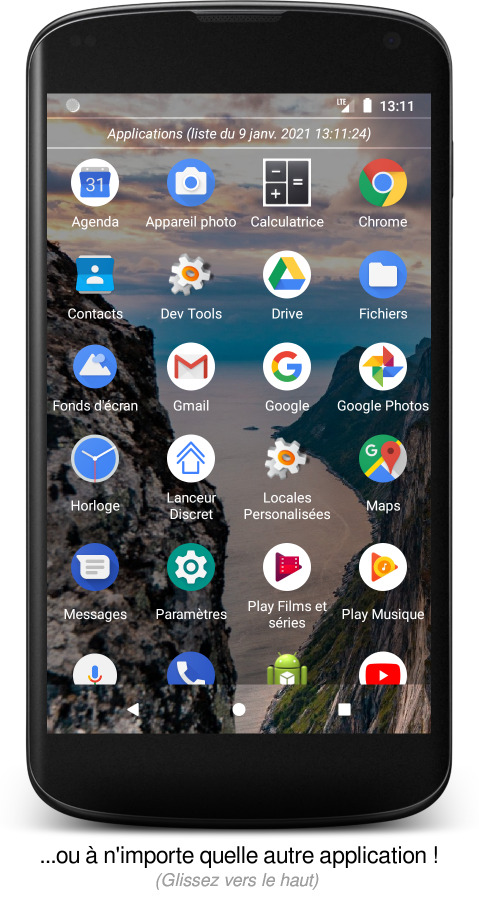 LTE 13:11
Applications (liste du 9 janv. 2021 13:11:24)
31
Agenda Appareil photo Calculatrice Chrome
Contacts Dev Tools Drive Fichiers
G
Fonds d'écran Gmail Google Google Photos
G
Horloge Lanceur Discret Locales Personalisées Maps
Messages Paramètres Play Films et séries Play Musique
...ou à n'importe quelle autre application !
(Glissez vers le haut)